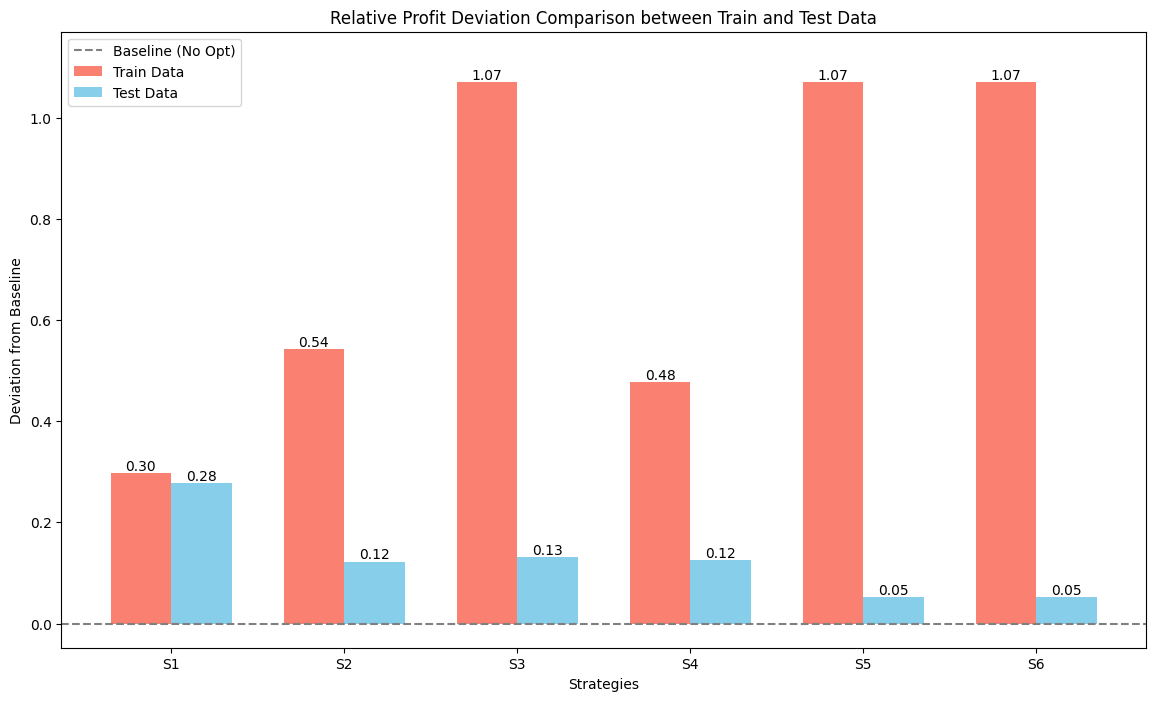 Relative Profit Deviation Comparison between Train and Test Data
Baseline (No Opt)
Train Data
Test Data
Deviation from Baseline
1.0
0.8
0.6
0.4
0.2
0.0
0.30
0.28
0.54
0.12
1.07
0.13
0.48
0.12
1.07
0.05
1.07
0.05
S1
S2
S3
S4
S5
S6
Strategies